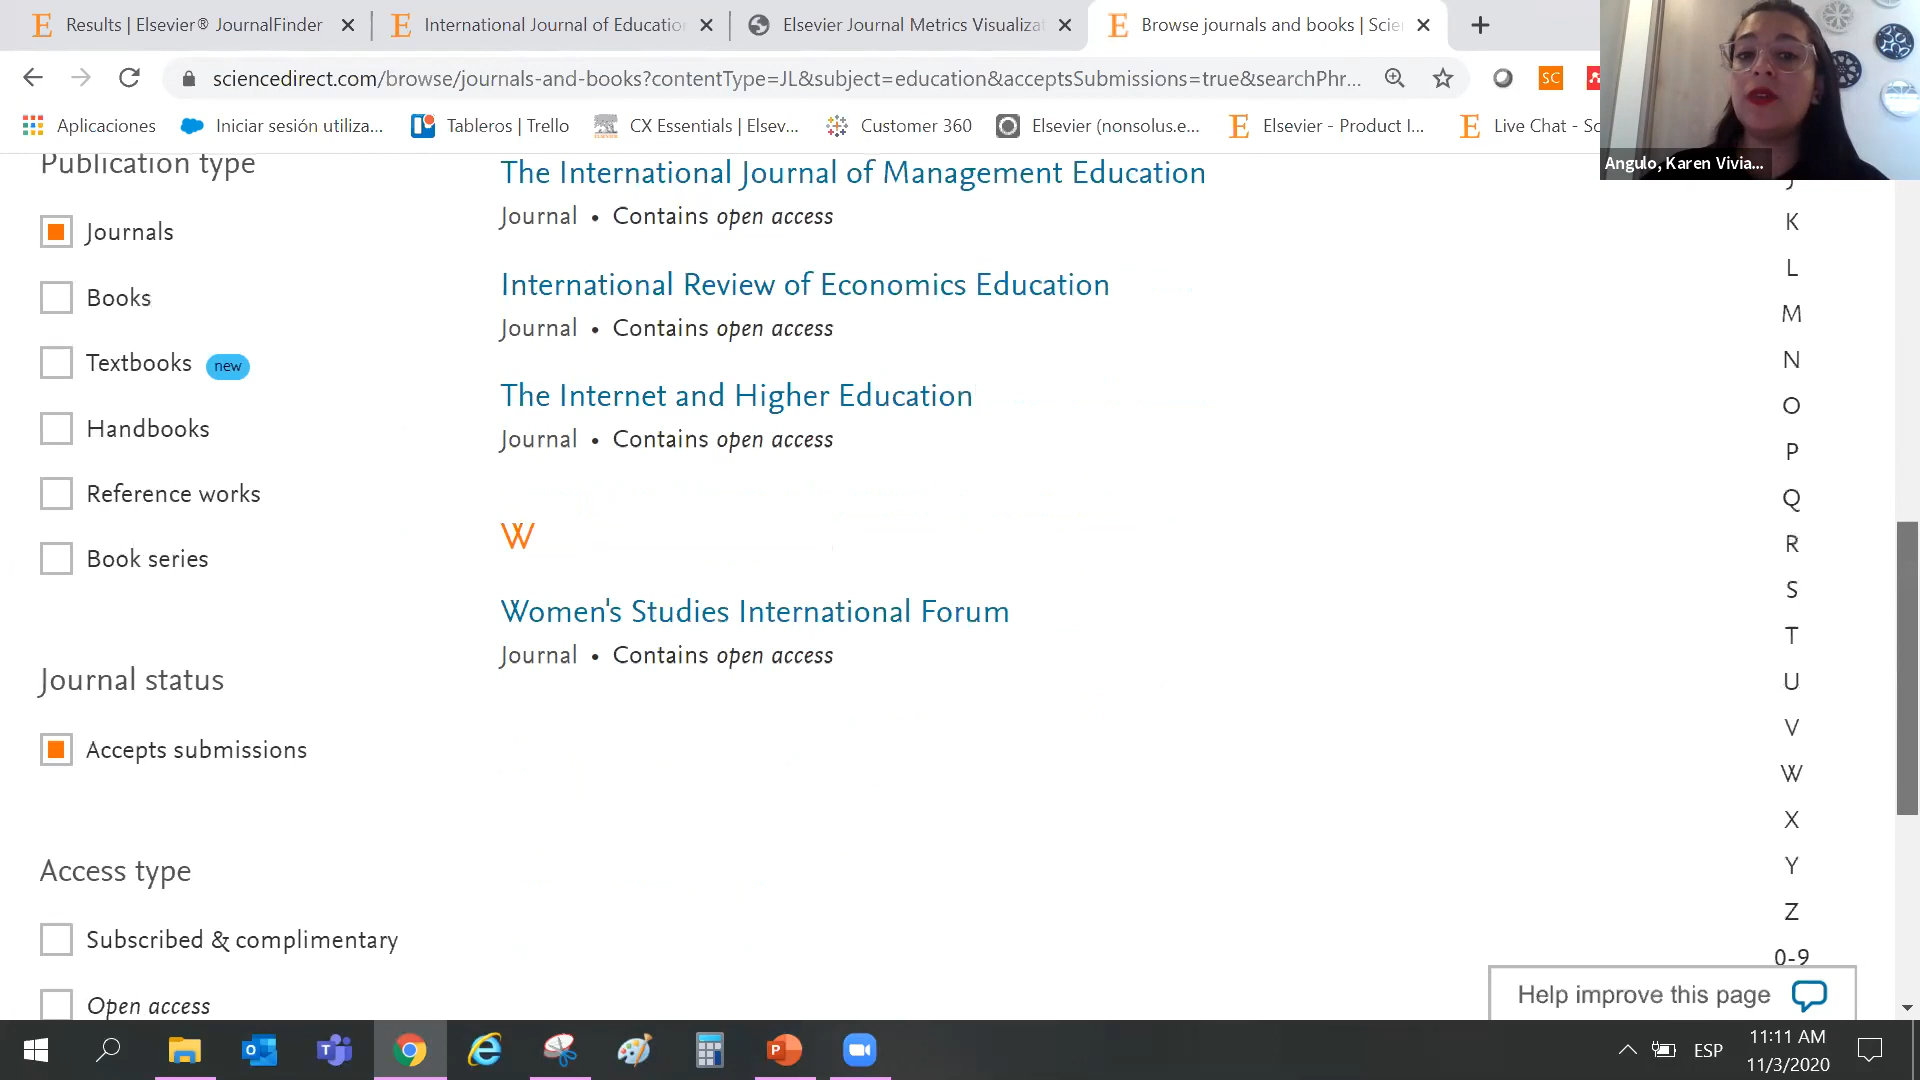 Results | Elsevier® JournalFinder
International Journal of Educatio
Elsevier Journal Metrics Visualiza
Browse journals and books | Scie
sciencedirect.com/browse/journals-and-books?contentType=JL&subject=education&acceptsSubmissions=true&searchPhr...
SC
Aplicaciones
Iniciar sesión utiliza...
Tableros | Trello
CX Essentials | Elsev...
Customer 360
Elsevier (nonsolus.e...
Elsevier - Product I...
Live Chat - Sc
Angulo, Karen Vivia...
Publication type
Journals
Books
Textbooks new
Handbooks
Reference works
Book series
Journal status
Accepts submissions
Access type
Subscribed & complimentary
Open access
The International Journal of Management Education
Journal • Contains open access
International Review of Economics Education
Journal • Contains open access
The Internet and Higher Education
Journal • Contains open access
W
Women's Studies International Forum
Journal • Contains open access
J
K
L
M
N
O
P
Q
R
S
T
U
V
W
X
Y
Z
0-9
Help improve this page
ESP
11:11 AM
11/3/2020